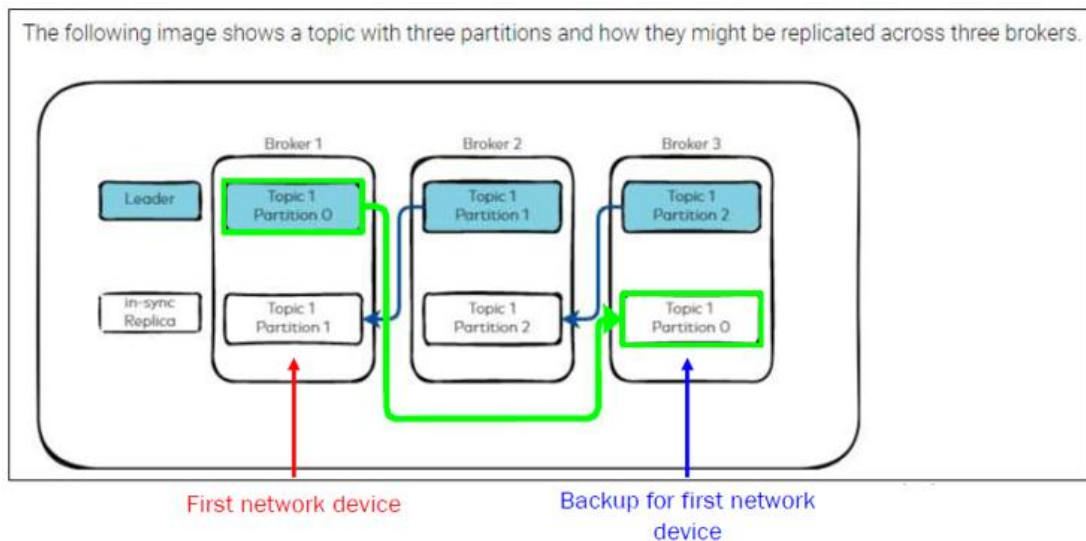 The following image shows a topic with three partitions and how they might be replicated across three brokers.
Broker 1
Broker 2
Broker 3
Leader
Topic 1
Partition 0
Topic 1
Partition 1
Topic 1
Partition 2
in-sync
Replica
Topic 1
Partition 1
Topic 1
Partition 2
Topic 1
Partition 0
First network device
Backup for first network
device